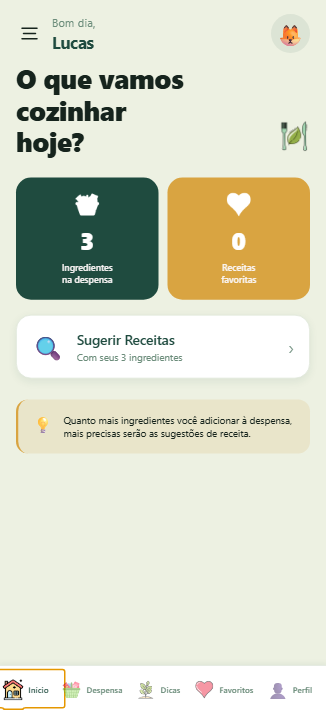 Bom dia,
Lucas
O que vamos
cozinhar
hoje?
3
Ingredientes
na despensa
0
Receitas
favoritas
Sugerir Receitas
Com seus 3 ingredientes
Quanto mais ingredientes você adicionar à despensa,
mais precisas serão as sugestões de receita.
Inicio
Despensa
Dicas
Favoritos
Perfil